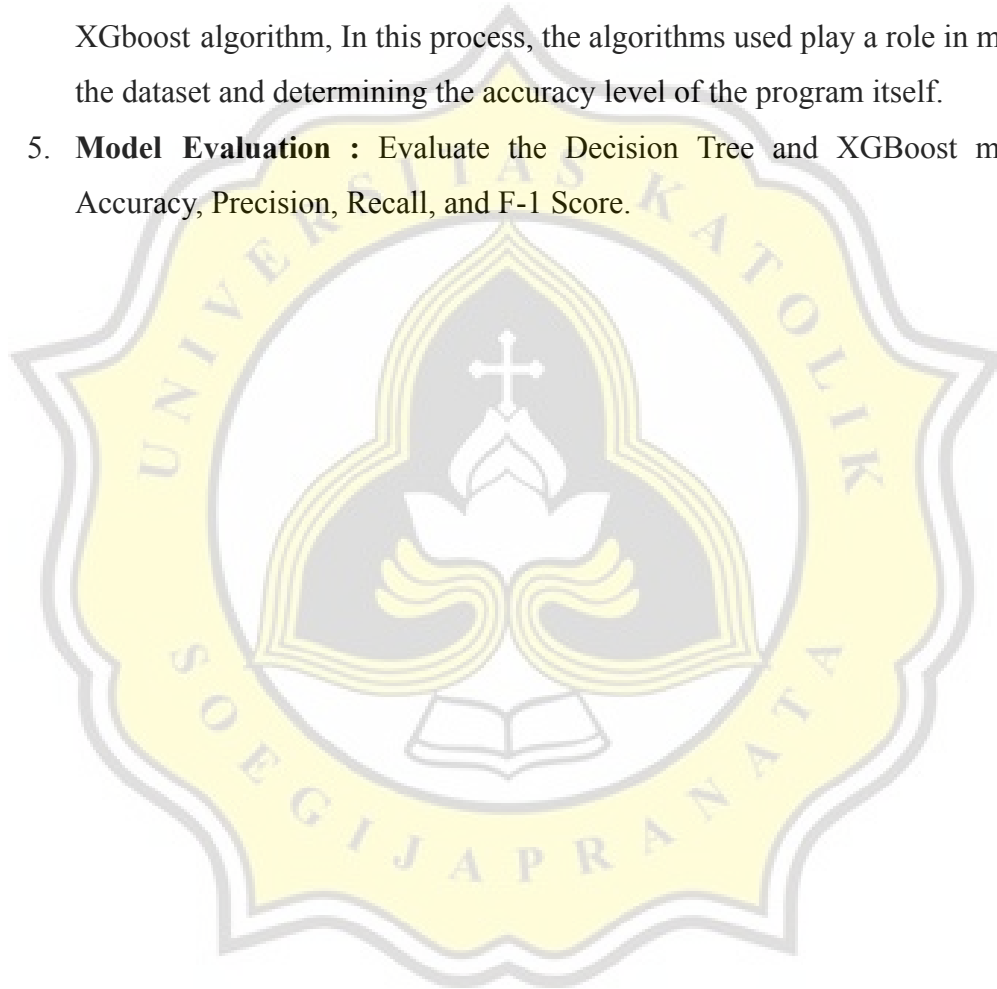 XGboost algorithm, In this process, the algorithms used play a role in m
the dataset and determining the accuracy level of the program itself.
5. Model Evaluation : Evaluate the Decision Tree and XGBoost m
Accuracy, Precision, Recall, and F-1 Score.
UNIVERSITAS KATOLIK
SOEGIJAPRANATA